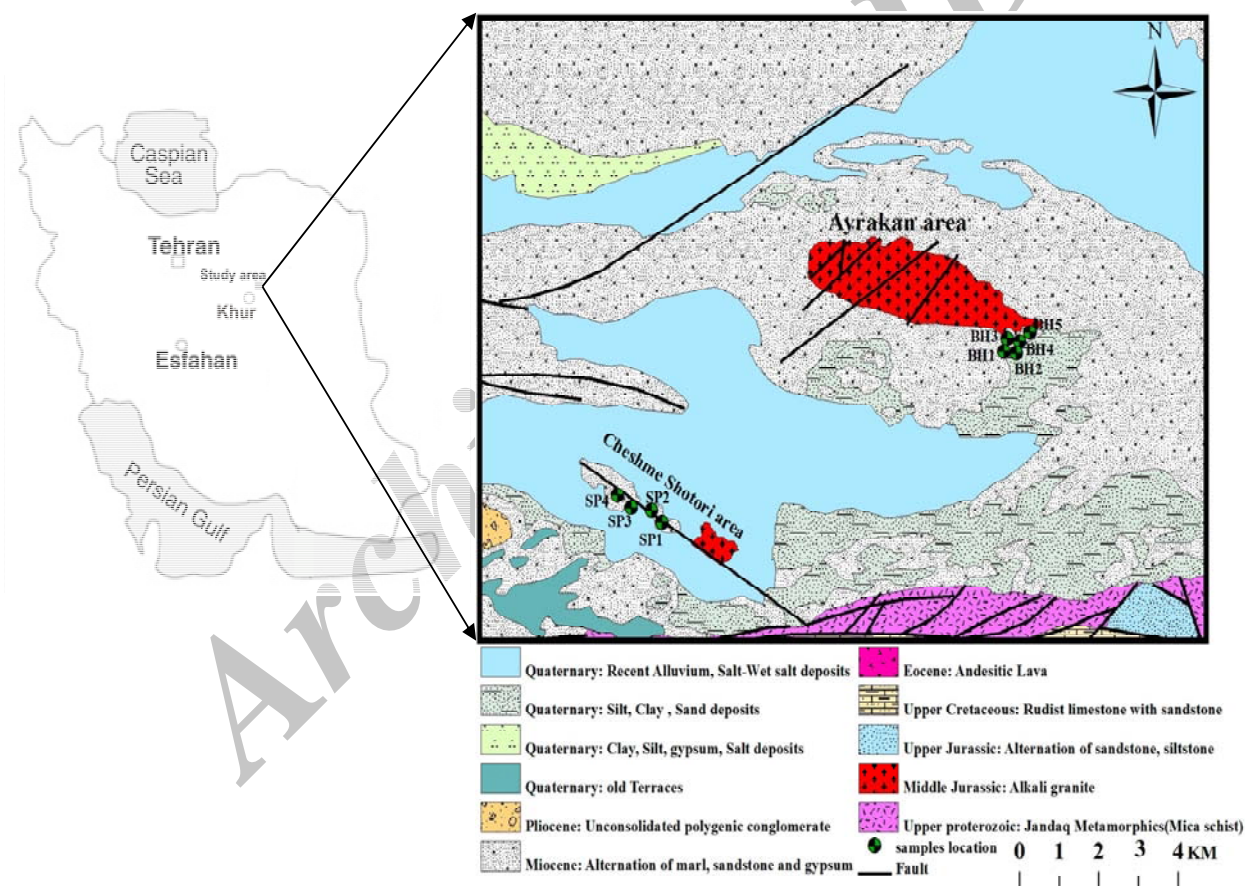 Caspian
Sea
Tehran
Study area
Khur
Esfahan
Persian Gulf
N
Ayrakan area
BH5
BH3
BH4
BH1
BH2
Cheshme Shotori area
SP4
SP2
SP3
SP1
Quaternary: Recent Alluvium, Salt-Wet salt deposits
Quaternary: Silt, Clay , Sand deposits
Quaternary: Clay, Silt, gypsum, Salt deposits
Quaternary: old Terraces
Pliocene: Unconsolidated polygenic conglomerate
Miocene: Alternation of marl, sandstone and gypsum
Eocene: Andesitic Lava
Upper Cretaceous: Rudist limestone with sandstone
Upper Jurassic: Alternation of sandstone, siltstone
Middle Jurassic: Alkali granite
Upper proterozoic: Jandaq Metamorphics(Mica schist)
samples location
Fault
0 1 2 3 4 KM